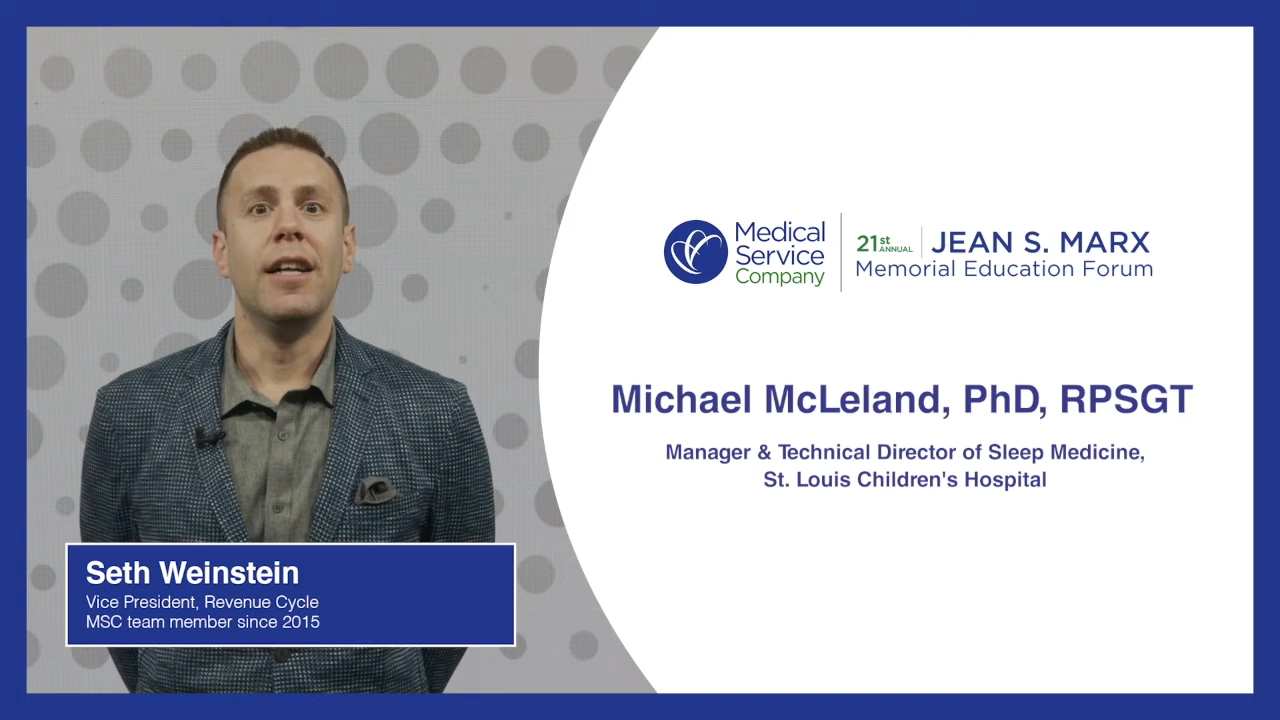 Medical
Service
Company
21st
ANNUAL
JEAN S. MARX
Memorial Education Forum
Michael McLeland, PhD, RPSGT
Manager & Technical Director of Sleep Medicine,
St. Louis Children's Hospital
Seth Weinstein
Vice President, Revenue Cycle
MSC team member since 2015